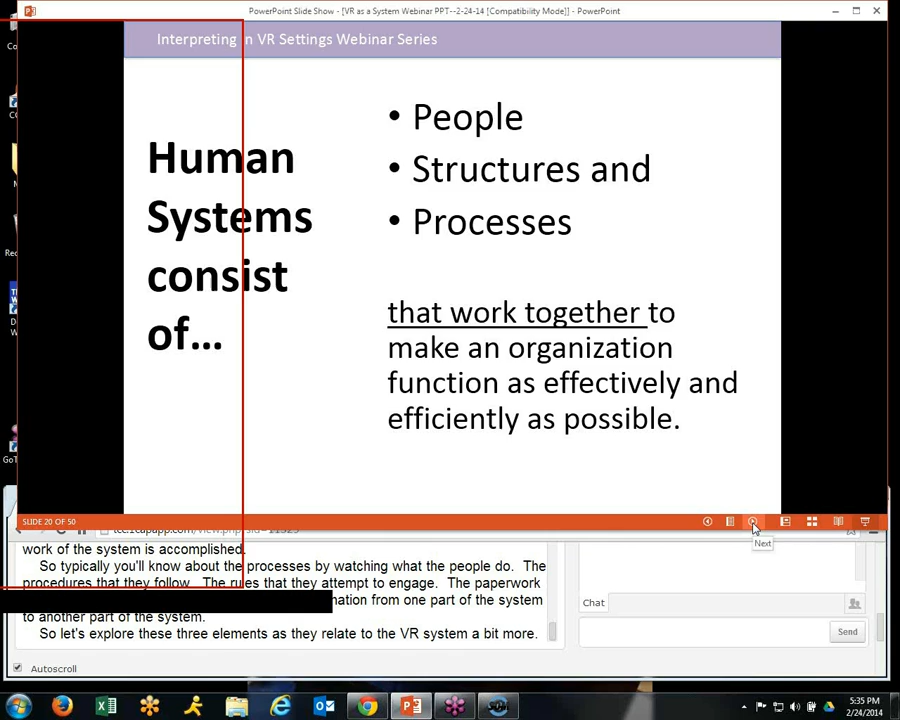 PowerPoint Slide Show - [VR as a System Webinar PPT--2-24-14 [Compatibility Mode]] - PowerPoint
Interpreting in VR Settings Webinar Series
Human
Systems
consist
of...
• People
• Structures and
• Processes
that work together to
make an organization
function as effectively and
efficiently as possible.
SLIDE 20 OF 50
Next
work of the system is accomplished.
So typically you'll know about the processes by watching what the people do. The
procedures that they follow. The rules that they attempt to engage. The paperwork
from one part of the system
to another part of the system.
So let's explore these three elements as they relate to the VR system a bit more.
Autoscroll
Chat
Send
5:35 PM
2/24/2014